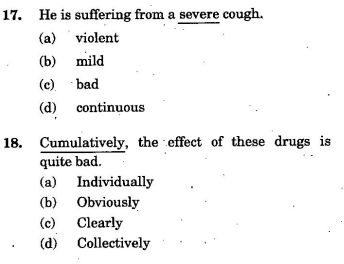 17. He is suffering from a severe cough.
(a) violent
(b) mild
(c) bad
(d) continuous
18. Cumulatively, the effect of these drugs is
quite bad.
(a) Individually
(b) Obviously
(c) Clearly
(d) Collectively